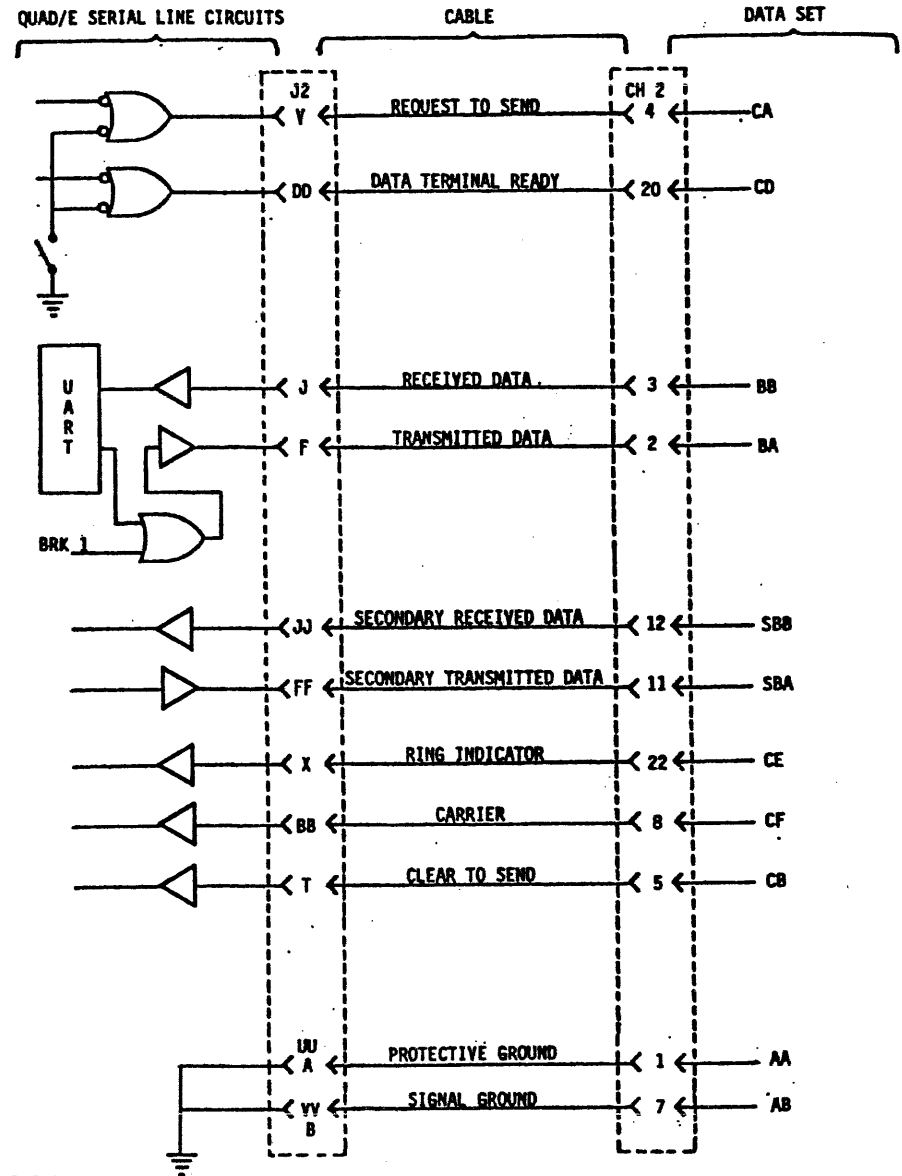 QUAD/E SERIAL LINE CIRCUITS CABLE DATA SET
J2 CH 2
V REQUEST TO SEND 4 CA
DD DATA TERMINAL READY 20 CD
UART
J RECEIVED DATA 3 BB
F TRANSMITTED DATA 2 BA
BRK 1
JJ SECONDARY RECEIVED DATA 12 SBB
FF SECONDARY TRANSMITTED DATA 11 SBA
X RING INDICATOR 22 CE
BB CARRIER 8 CF
T CLEAR TO SEND 5 CB
UU
A PROTECTIVE GROUND 1 AA
VV SIGNAL GROUND 7 AB
B